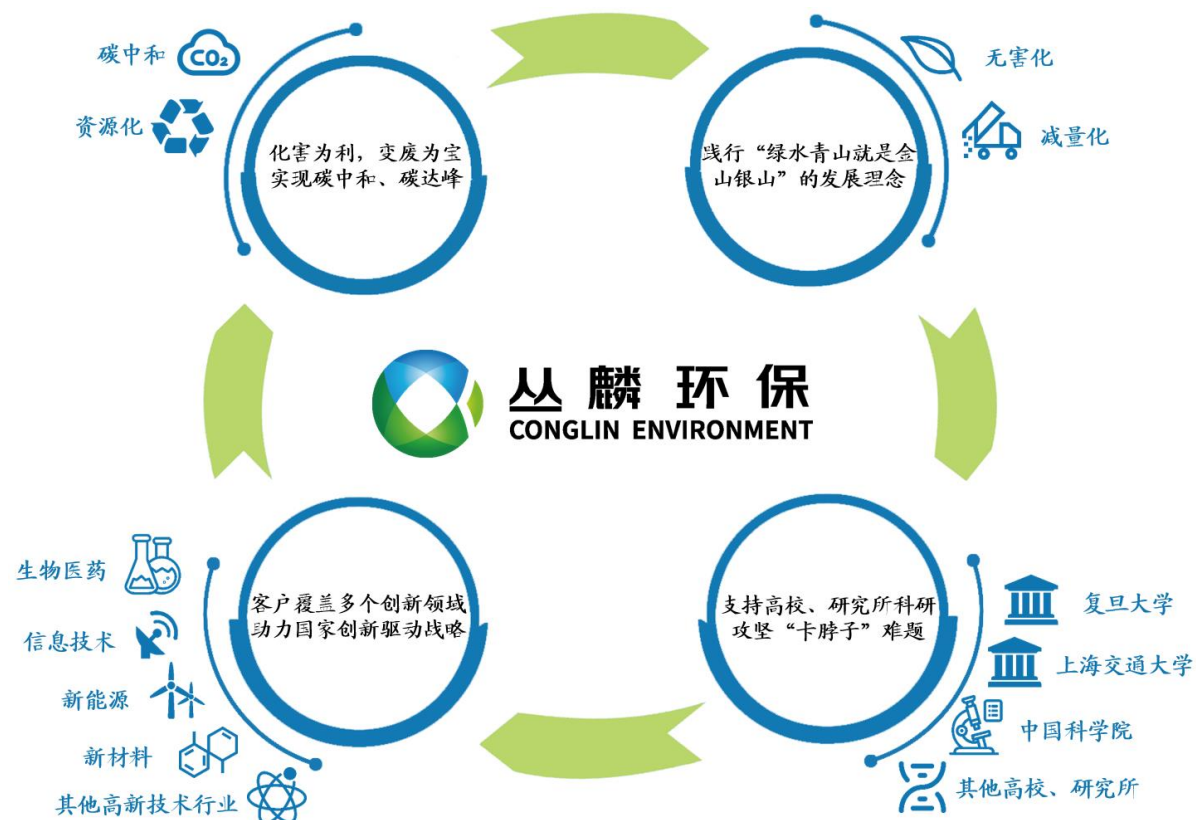 碳中和
CO₂
资源化
化害为利，变废为宝
实现碳中和、碳达峰
践行“绿水青山就是金
山银山”的发展理念
无害化
减量化
丛麟环保
CONGLIN ENVIRONMENT
生物医药
信息技术
新能源
新材料
其他高新技术行业
客户覆盖多个创新领域
助力国家创新驱动战略
支持高校、研究所科研
攻坚“卡脖子”难题
复旦大学
上海交通大学
中国科学院
其他高校、研究所